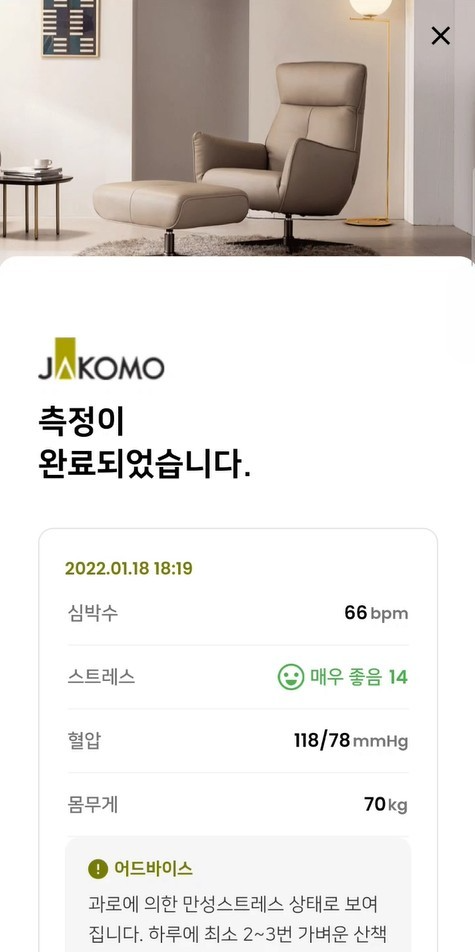 JAKOMO
측정이
완료되었습니다.
2022.01.18 18:19
심박수 66 bpm
스트레스 매우 좋음 14
혈압 118/78 mmHg
몸무게 70 kg
! 어드바이스
과로에 의한 만성스트레스 상태로 보여
집니다. 하루에 최소 2~3번 가벼운 산책